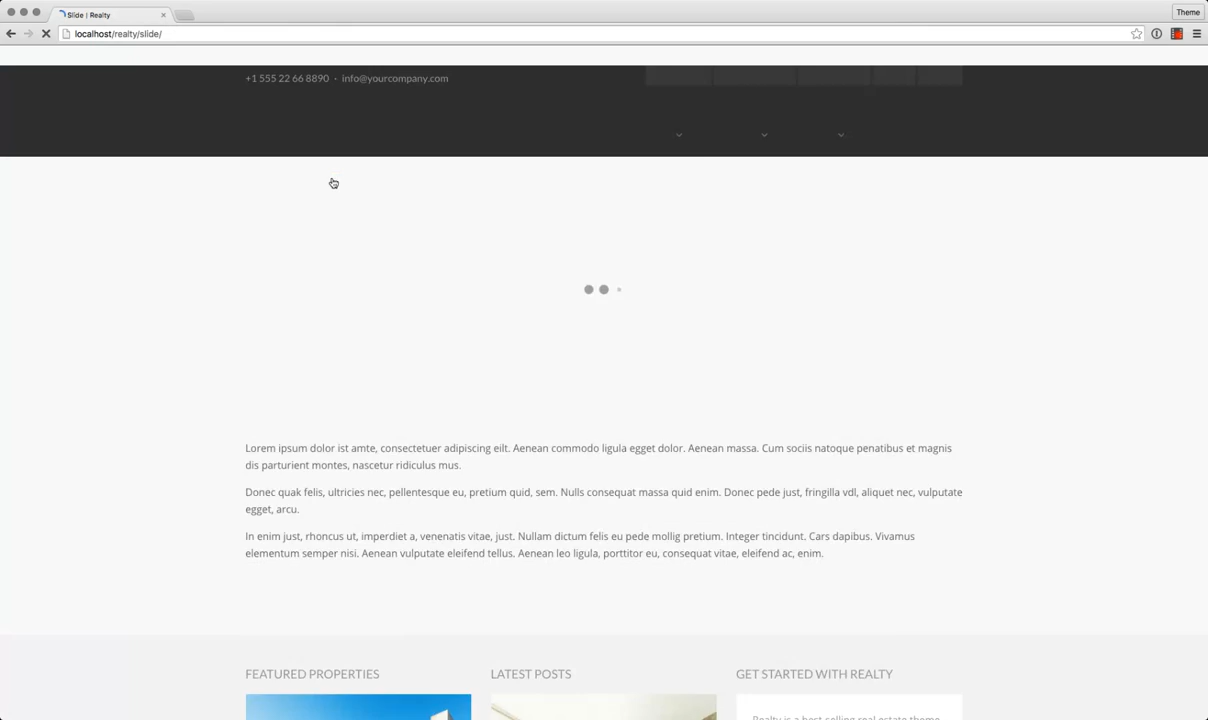 Slide | Realty
Theme
localhost/realty/slide/
+1 555 22 66 8890 · info@yourcompany.com
Lorem ipsum dolor ist amte, consectetuer adipiscing eilt. Aenean commodo ligula egget dolor. Aenean massa. Cum sociis natoque penatibus et magnis
dis parturient montes, nascetur ridiculus mus.
Donec quak felis, ultricies nec, pellentesque eu, pretium quid, sem. Nulls consequat massa quid enim. Donec pede just, fringilla vdl, aliquet nec, vulputate
egget, arcu.
In enim just, rhoncus ut, imperdiet a, venenatis vitae, just. Nullam dictum felis eu pede mollig pretium. Integer tincidunt. Cars dapibus. Vivamus
elementum semper nisi. Aenean vulputate eleifend tellus. Aenean leo ligula, porttitor eu, consequat vitae, eleifend ac, enim.
FEATURED PROPERTIES
LATEST POSTS
GET STARTED WITH REALTY
Realty is a best selling real estate theme